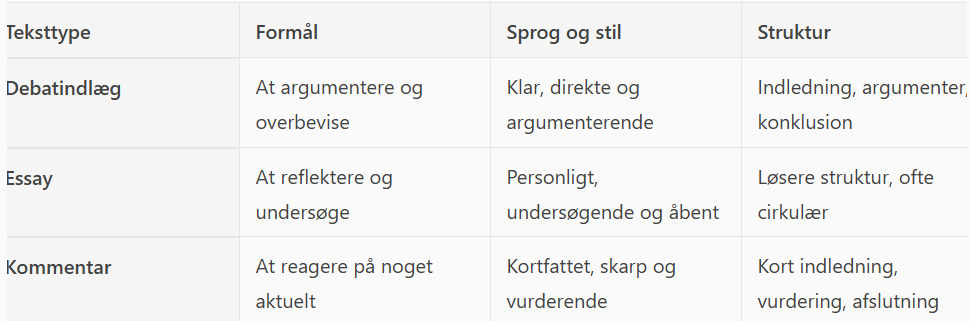 Teksttype Formål Sprog og stil Struktur
Debatindlæg At argumentere og overbevise Klar, direkte og argumenterende Indledning, argumenter, konklusion
Essay At reflektere og undersøge Personligt, undersøgende og åbent Løsere struktur, ofte cirkulær
Kommentar At reagere på noget aktuelt Kortfattet, skarp og vurderende Kort indledning, vurdering, afslutning